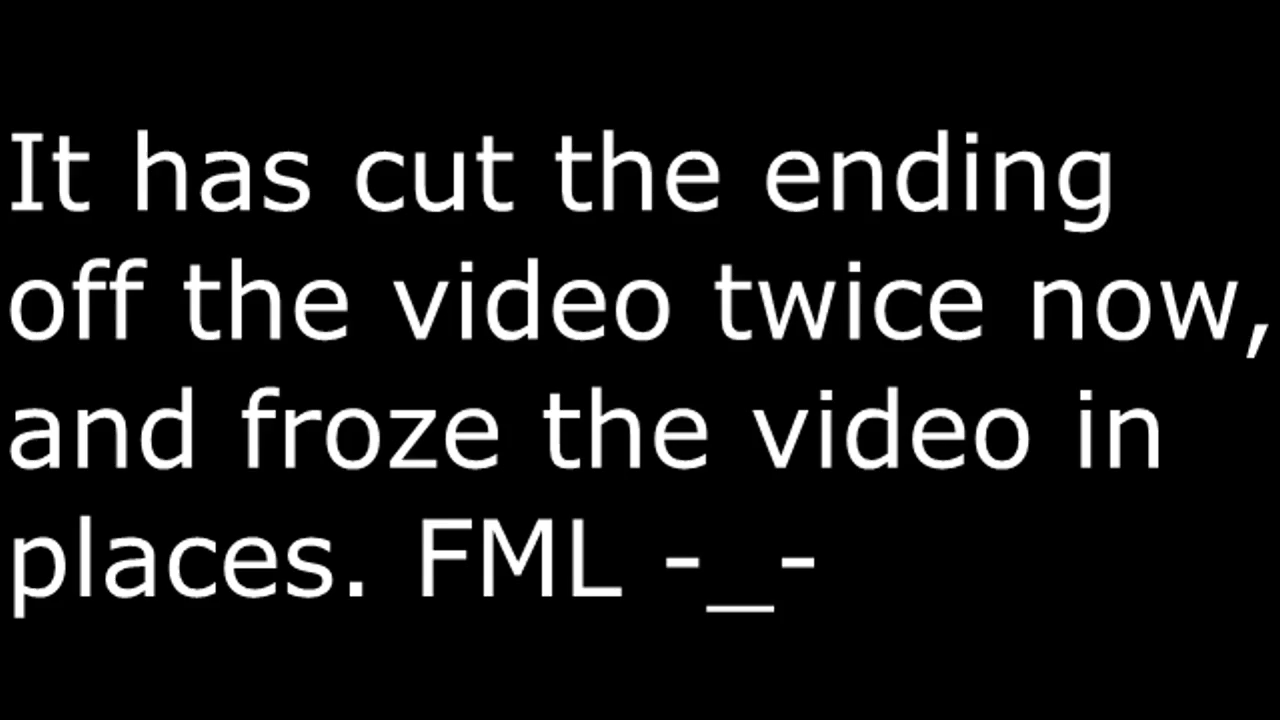 It has cut the ending
off the video twice now,
and froze the video in
places. FML -_-